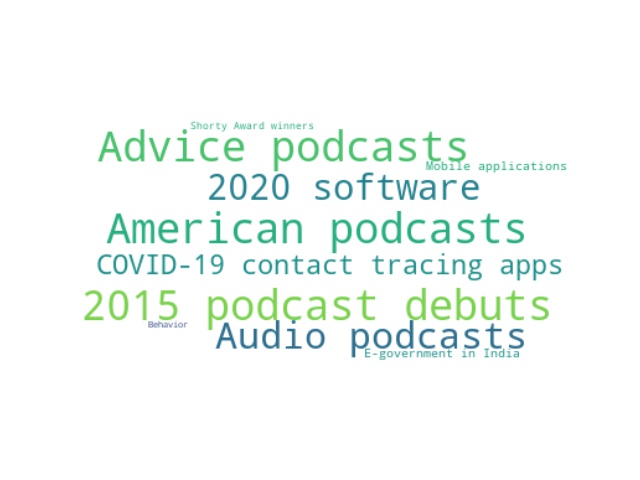 Shorty Award winners
Advice podcasts
Mobile applications
2020 software
American podcasts
COVID-19 contact tracing apps
2015 podcast debuts
Behavior
Audio podcasts
E-government in India